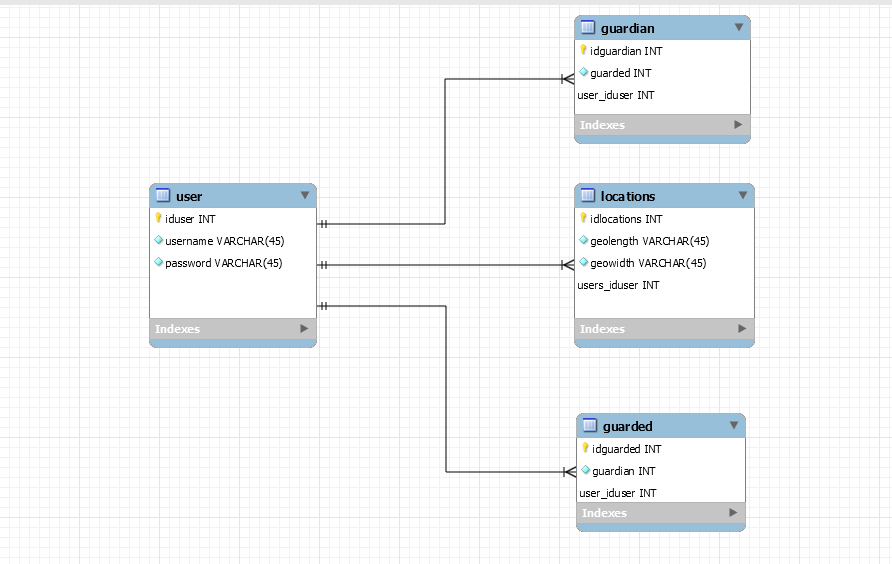 guardian
idguardian INT
guarded INT
user_iduser INT
Indexes
user
iduser INT
username VARCHAR(45)
password VARCHAR(45)
Indexes
locations
idlocations INT
geolength VARCHAR(45)
geowidth VARCHAR(45)
users_iduser INT
Indexes
guarded
idguarded INT
guardian INT
user_iduser INT
Indexes